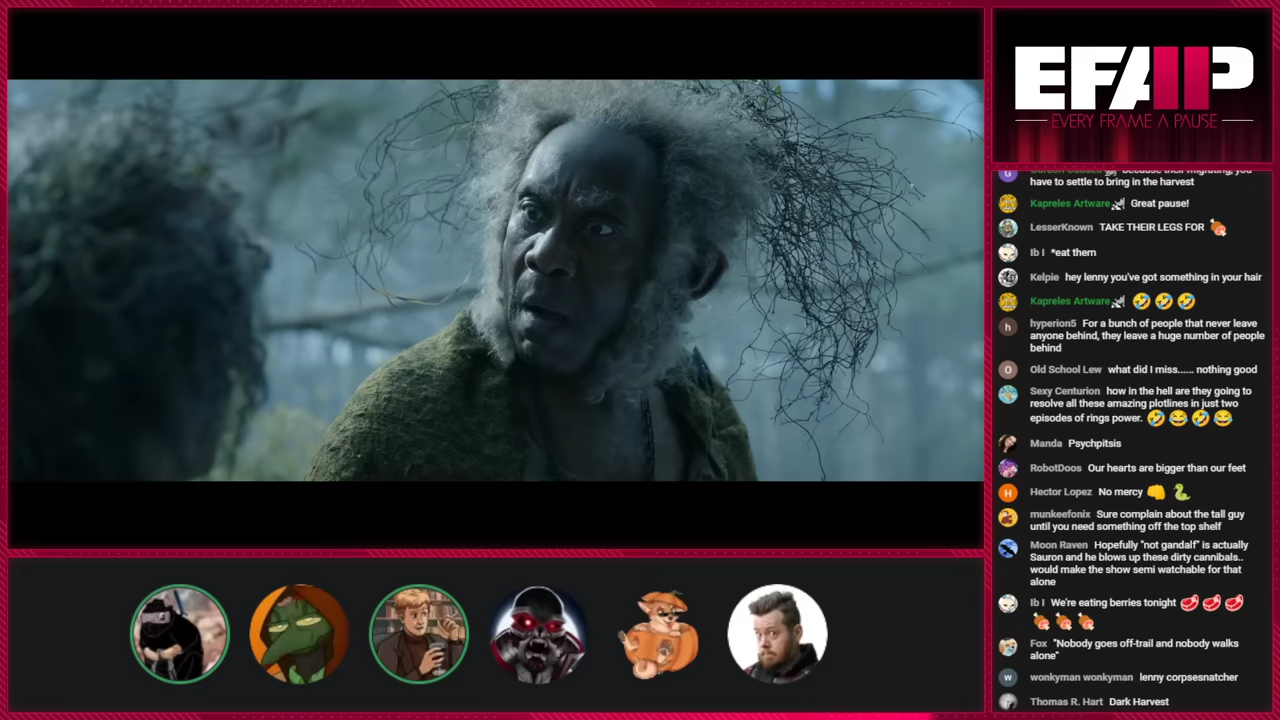 EFAP
EVERY FRAME A PAUSE
G
because their migrating, you
have to settle to bring in the harvest
Kapreles Artware Great pause!
LesserKnown TAKE THEIR LEGS FOR 🍖
Ib I *eat them
Kelpie hey lenny you've got something in your hair
Kapreles Artware 🤣 🤣 🤣
h hyperion5 For a bunch of people that never leave
anyone behind, they leave a huge number of people
behind
O Old School Lew what did I miss...... nothing good
Sexy Centurion how in the hell are they going to
resolve all these amazing plotlines in just two
episodes of rings power. 🤣 😂 🤣 😂
Manda Psychpitsis
RobotDoos Our hearts are bigger than our feet
H Hector Lopez No mercy 👊 🐍
munkeefonix Sure complain about the tall guy
until you need something off the top shelf
Moon Raven Hopefully "not gandalf" is actually
Sauron and he blows up these dirty cannibals..
would make the show semi watchable for that
alone
Ib I We're eating berries tonight 🥩 🥩 🥩
🍖 🍖 🍖
Fox "Nobody goes off-trail and nobody walks
alone"
w wonkyman wonkyman lenny corpsesnatcher
Thomas R. Hart Dark Harvest